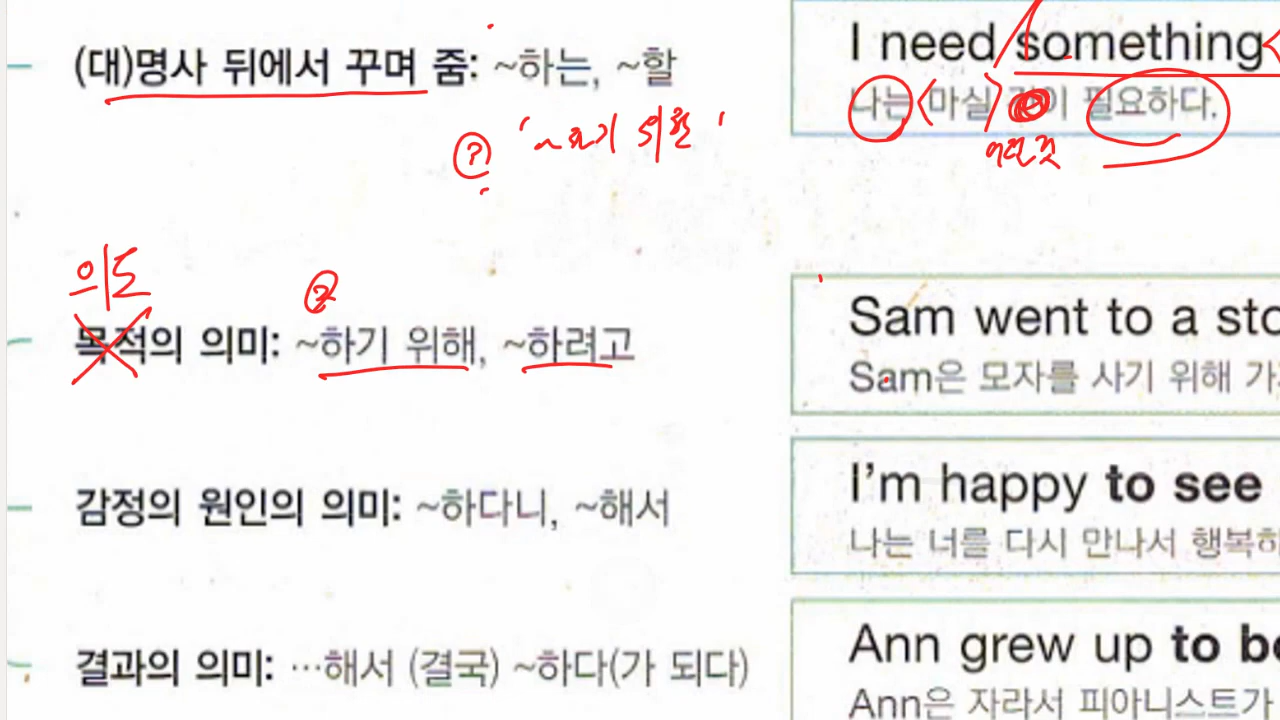 (대)명사 뒤에서 꾸며 줌: ~하는, ~할
I need something
나는 마실 이 필요하다.
? '~하기 위한'
어떤 것
의도
②
목적의 의미: ~하기 위해, ~하려고
Sam went to a sto
Sam은 모자를 사기 위해 가
감정의 원인의 의미: ~하다니, ~해서
I'm happy to see
나는 너를 다시 만나서 행복하
결과의 의미: …해서 (결국) ~하다(가 되다)
Ann grew up to be
Ann은 자라서 피아니스트가